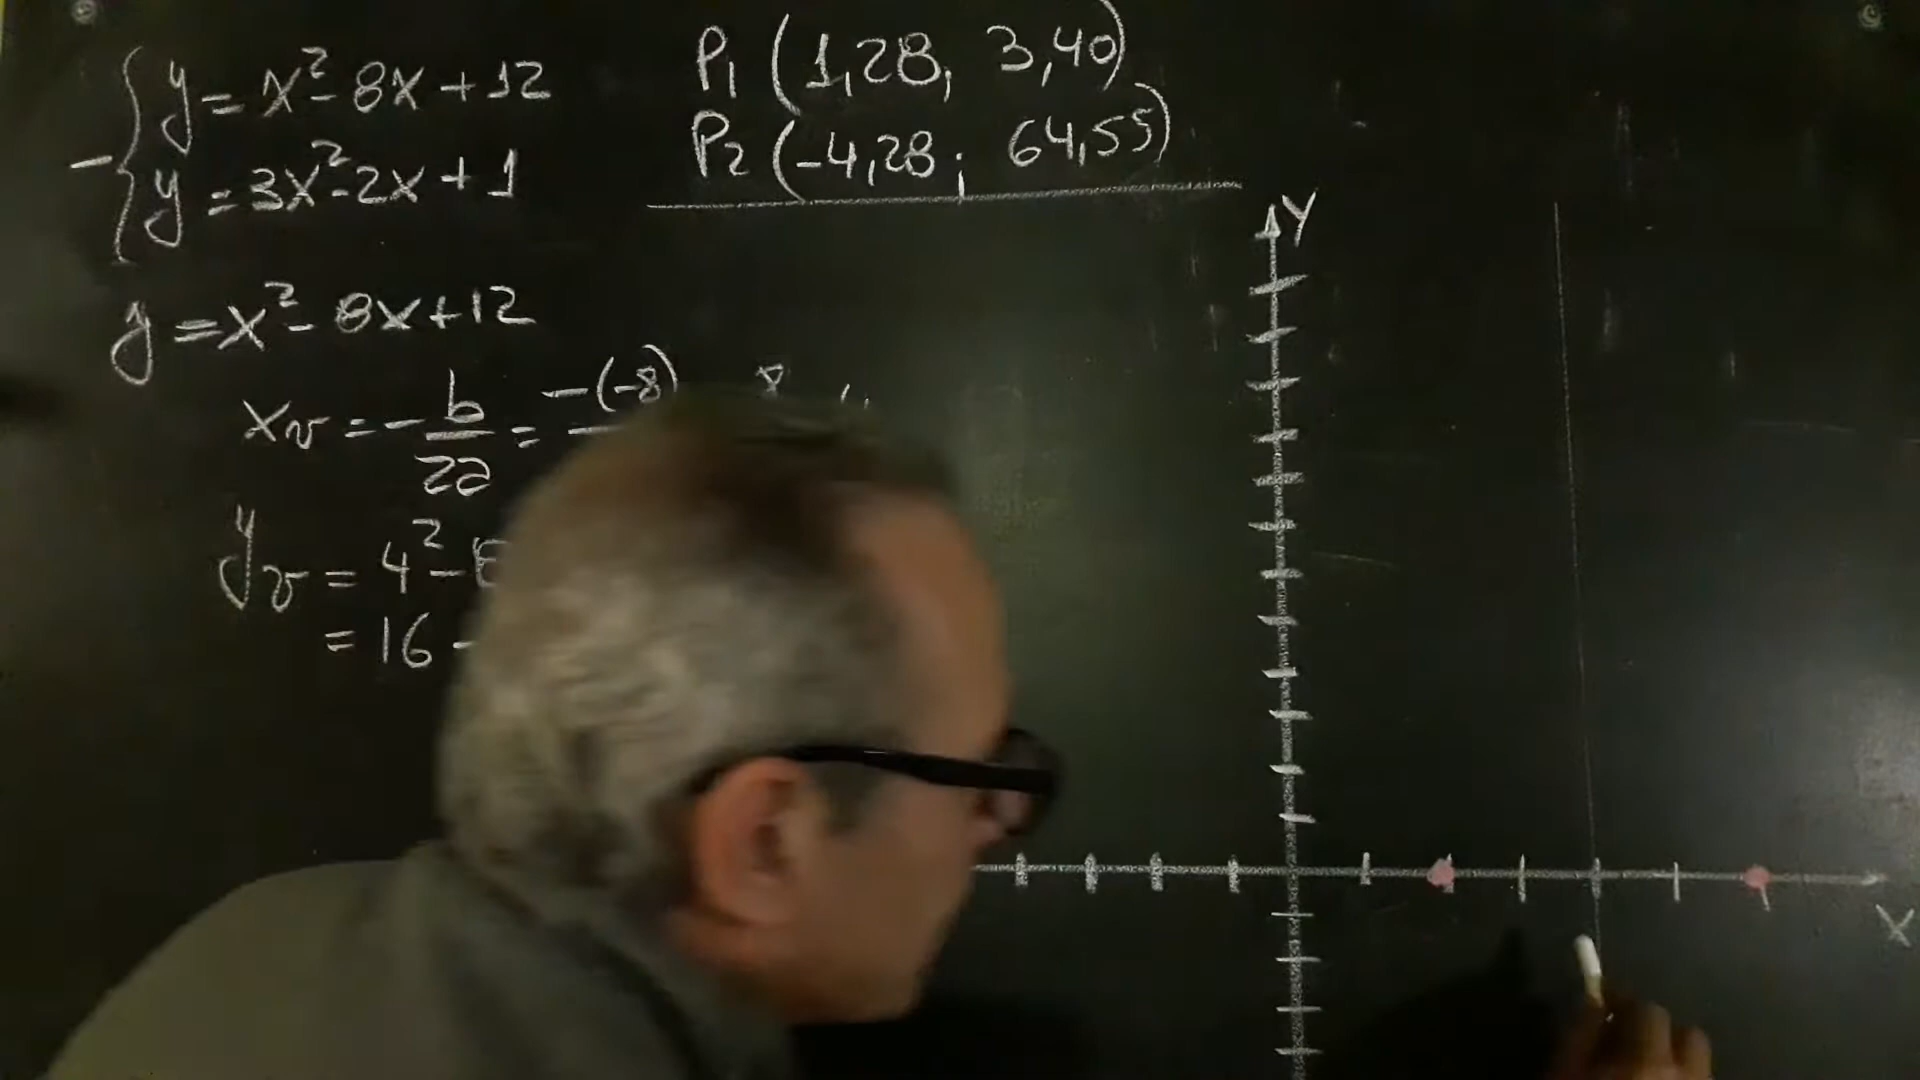 y = x² - 8x + 12
- y = 3x² - 2x + 1
P1 (1,28; 3,40)
P2 (-4,28; 64,55)
y = x² - 8x + 12
xv = - b/2a = -(-8) 8
yv = 4² -
= 16 -
Y
X